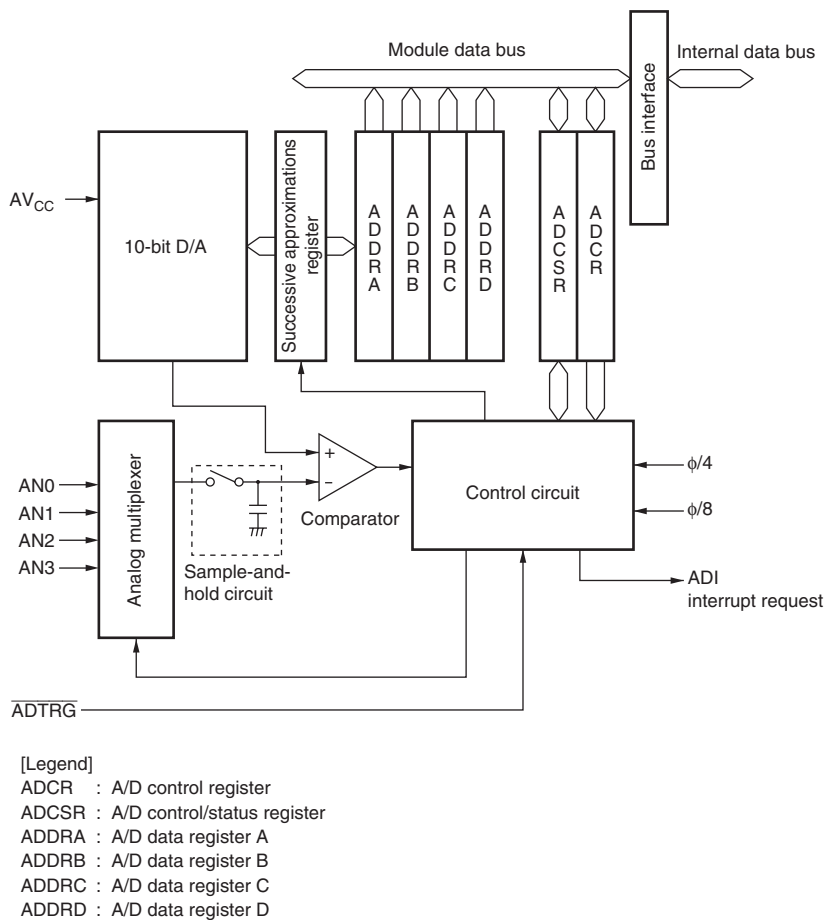 Module data bus
Internal data bus
Bus interface
AVCC
10-bit D/A
Successive approximations
register
ADDRA
ADDRB
ADDRC
ADDRD
ADCSR
ADCR
AN0
AN1
AN2
AN3
Analog multiplexer
Sample-and-
hold circuit
+
−
Comparator
Control circuit
ϕ/4
ϕ/8
ADI
interrupt request
ADTRG
[Legend]
ADCR : A/D control register
ADCSR : A/D control/status register
ADDRA : A/D data register A
ADDRB : A/D data register B
ADDRC : A/D data register C
ADDRD : A/D data register D